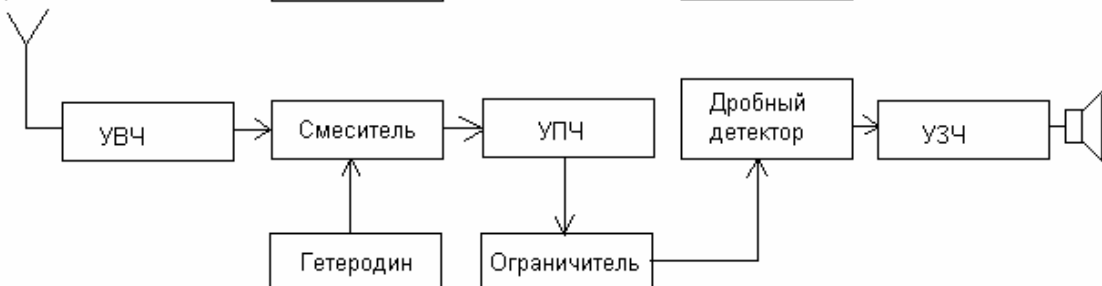 УВЧ
Смеситель
УПЧ
Дробный
детектор
УЗЧ
Гетеродин
Ограничитель